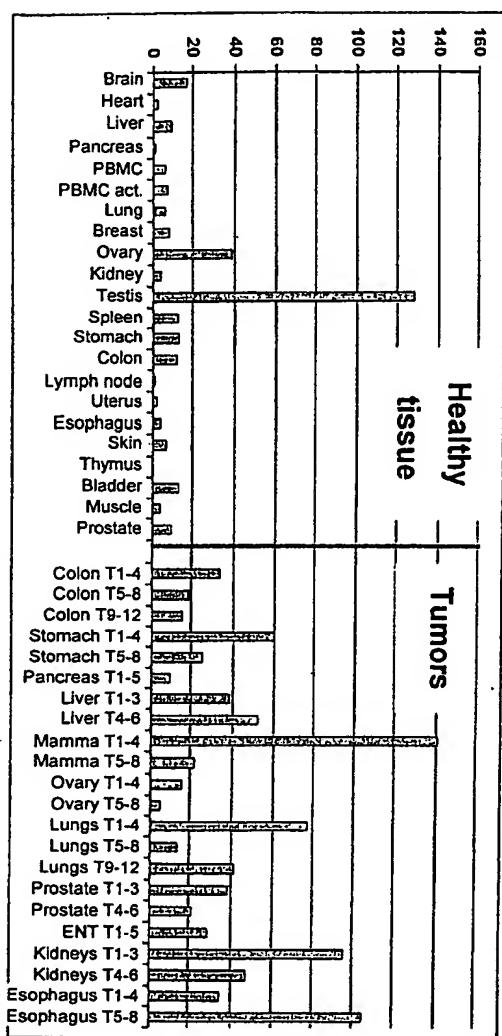 0
20
40
60
80
100
120
140
160
Brain
Heart
Liver
Pancreas
PBMC
PBMC act.
Lung
Breast
Ovary
Kidney
Testis
Spleen
Stomach
Colon
Lymph node
Uterus
Esophagus
Skin
Thymus
Bladder
Muscle
Prostate
Healthy
tissue
Colon T1-4
Colon T5-8
Colon T9-12
Stomach T1-4
Stomach T5-8
Pancreas T1-5
Liver T1-3
Liver T4-6
Mamma T1-4
Mamma T5-8
Ovary T1-4
Ovary T5-8
Lungs T1-4
Lungs T5-8
Lungs T9-12
Prostate T1-3
Prostate T4-6
ENT T1-5
Kidneys T1-3
Kidneys T4-6
Esophagus T1-4
Esophagus T5-8
Tumors